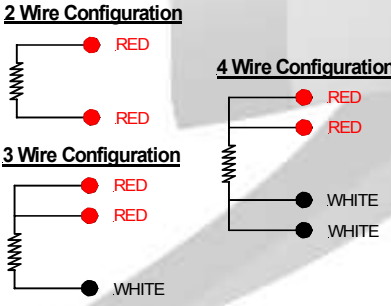 2 Wire Configuration
RED
RED
3 Wire Configuration
RED
RED
WHITE
4 Wire Configuration
RED
RED
WHITE
WHITE